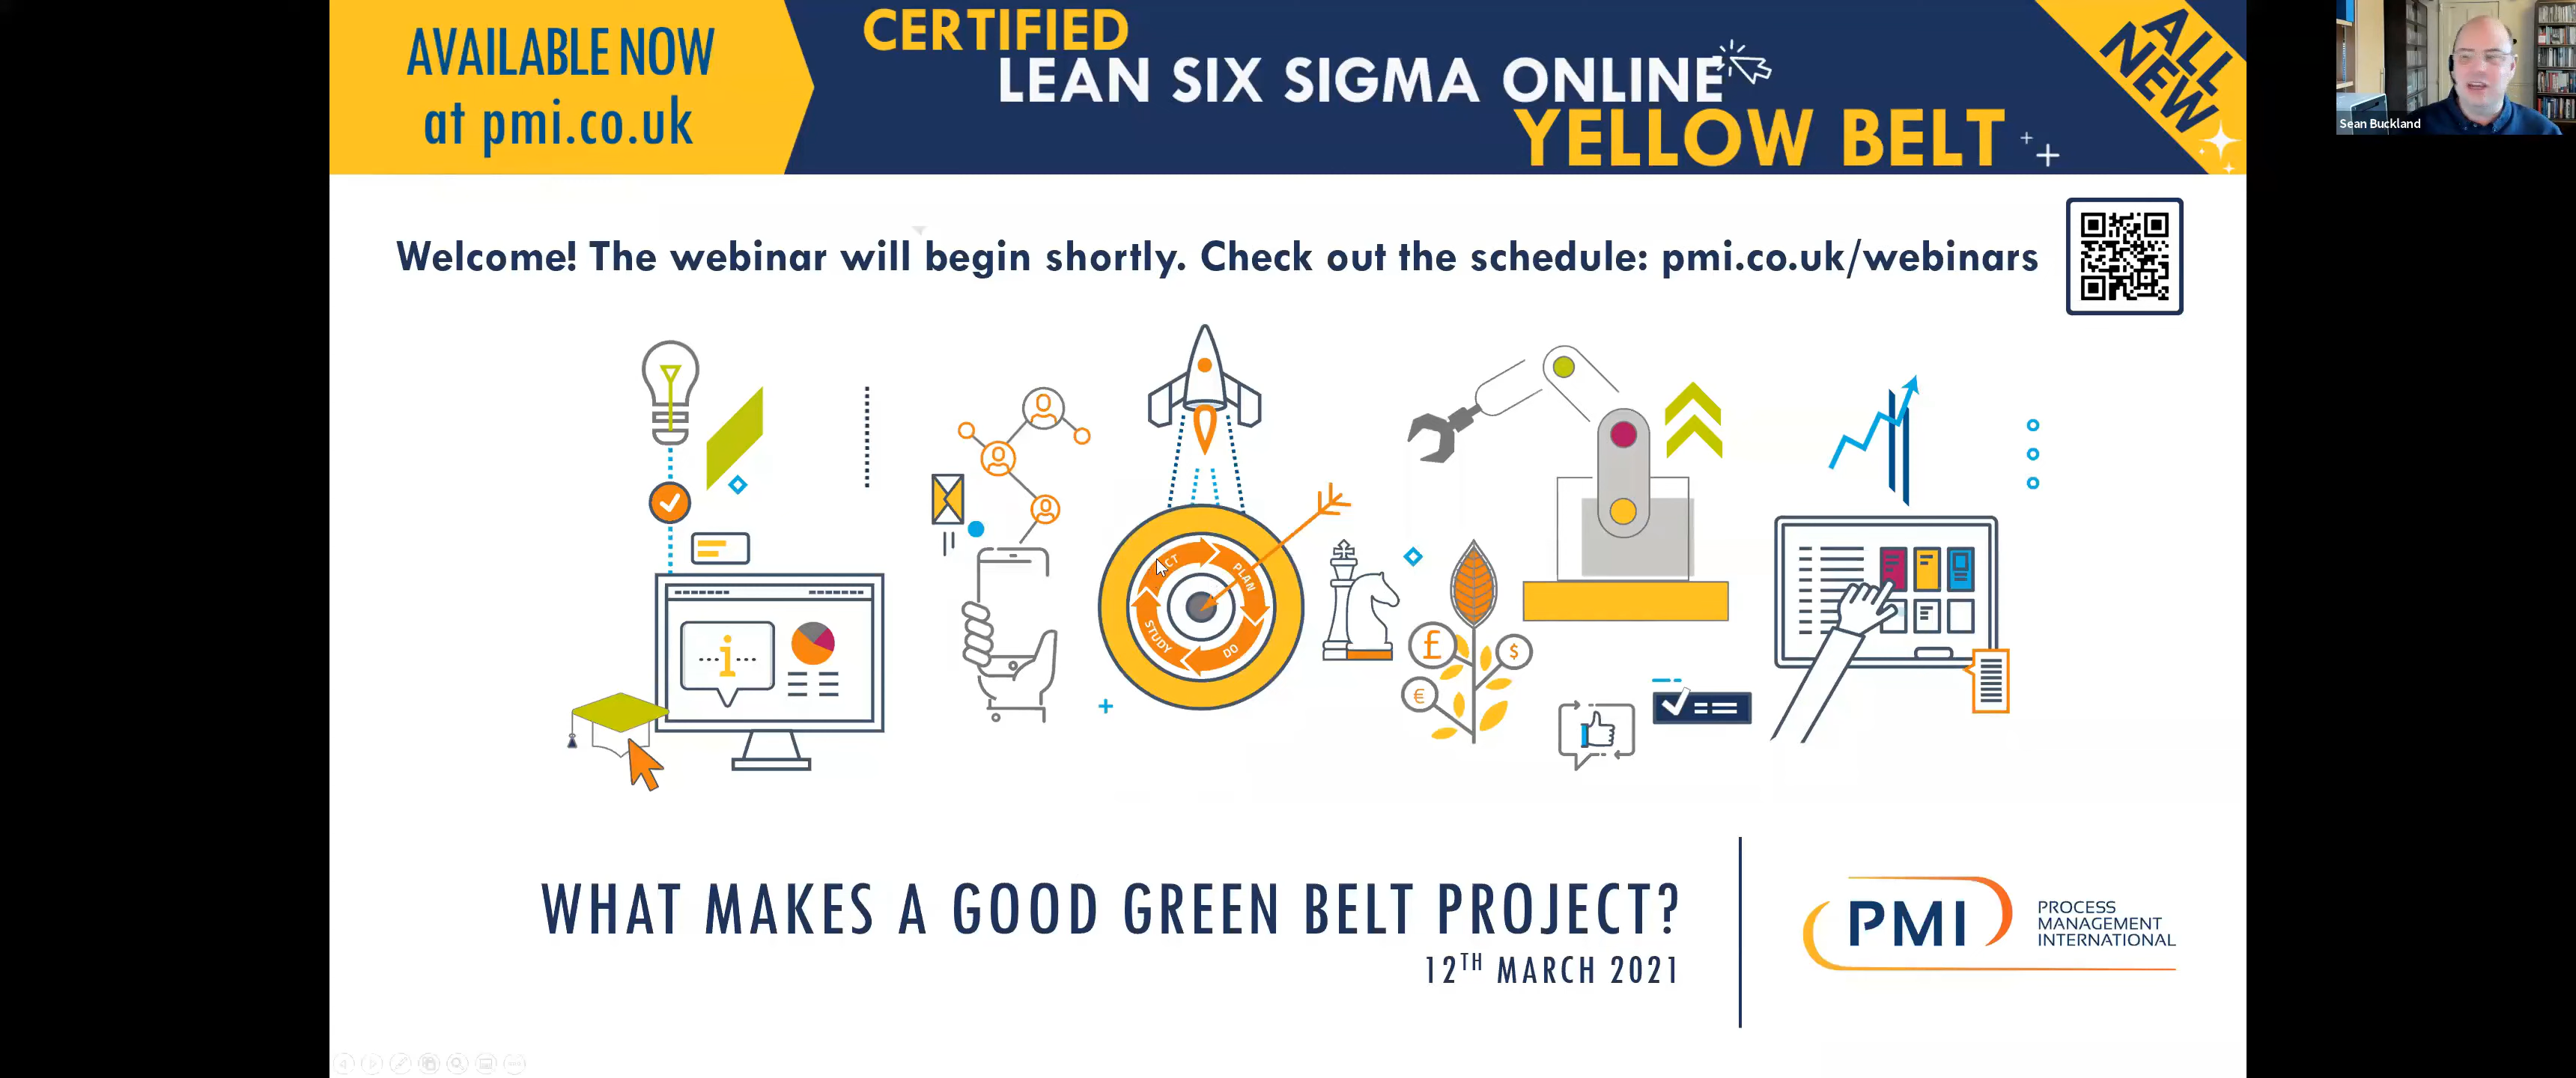 AVAILABLE NOW
at pmi.co.uk
CERTIFIED
LEAN SIX SIGMA ONLINE
YELLOW BELT
ALL
NEW
Sean Buckland
Welcome! The webinar will begin shortly. Check out the schedule: pmi.co.uk/webinars
PLAN
DO
STUDY
i
£
$
€
WHAT MAKES A GOOD GREEN BELT PROJECT?
12TH MARCH 2021
PMI
PROCESS
MANAGEMENT
INTERNATIONAL